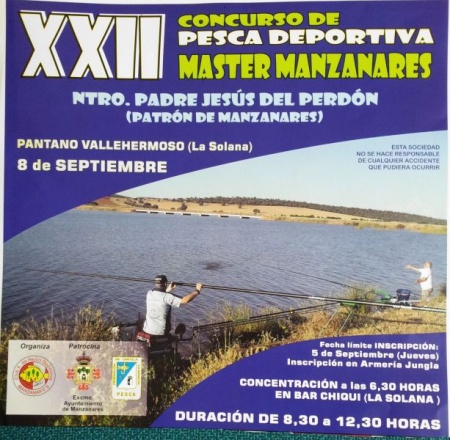 XXII
CONCURSO DE
PESCA DEPORTIVA
MASTER MANZANARES
NTRO. PADRE JESÚS DEL PERDÓN
(PATRÓN DE MANZANARES)
PANTANO VALLEHERMOSO (La Solana)
8 de SEPTIEMBRE
ESTA SOCIEDAD
NO SE HACE RESPONSABLE
DE CUALQUIER ACCIDENTE
QUE PUDIERA OCURRIR
Organiza
Patrocina
Excmo.
Ayuntamiento
de Manzanares
PESCA
Fecha límite INSCRIPCIÓN:
5 de Septiembre (Jueves)
Inscripción en Armería Jungla
CONCENTRACIÓN a las 6,30 HORAS
EN BAR CHIQUI (LA SOLANA )
DURACIÓN DE 8,30 a 12,30 HORAS